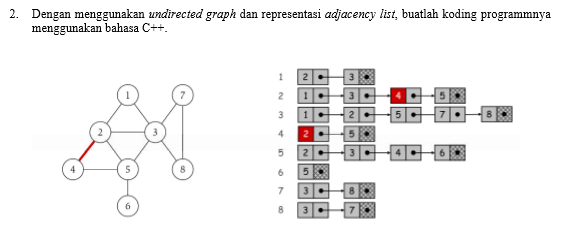 2. Dengan menggunakan undirected graph dan representasi adjacency list, buatlah koding programmnya
menggunakan bahasa C++.
1
7
2
3
4
5
8
6
1 2 3
2 1 3 4 5
3 1 2 5 7 8
4 2 5
5 2 3 4 6
6 5
7 3 8
8 3 7